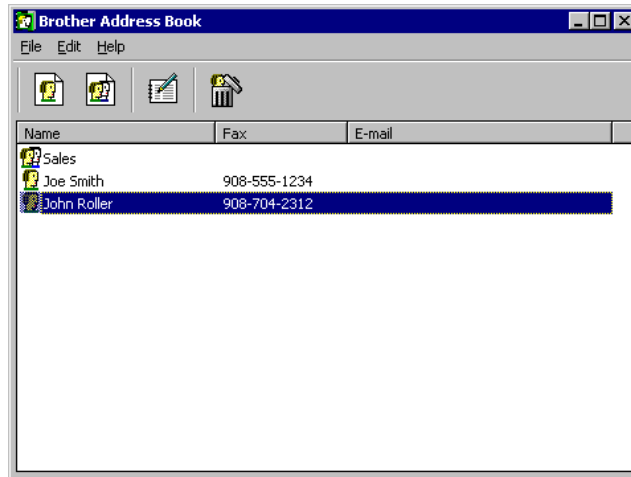 Brother Address Book
File Edit Help
Name Fax E-mail
Sales
Joe Smith 908-555-1234
John Roller 908-704-2312